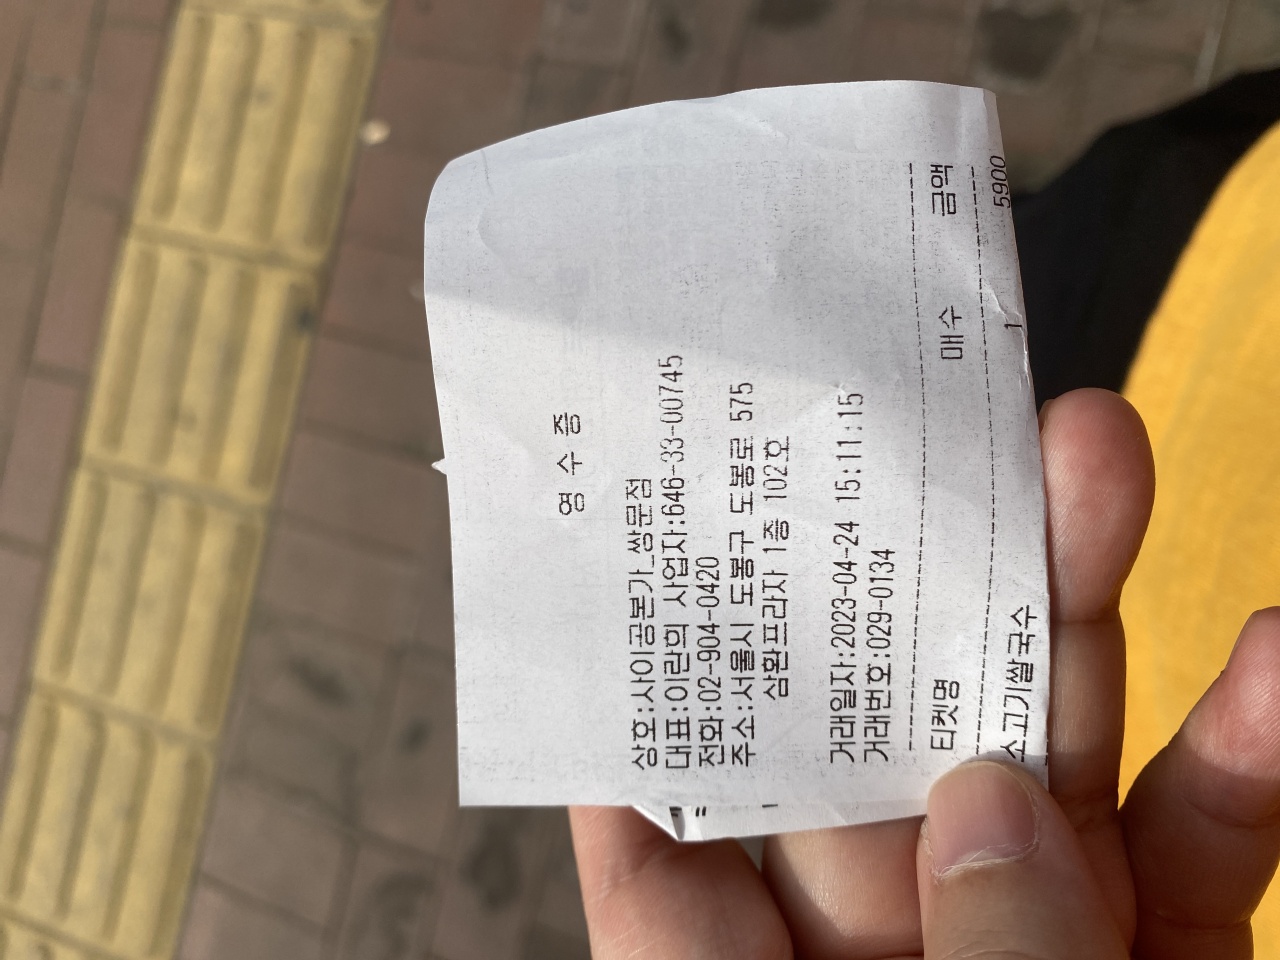 영 수 증
상호:사이공본가_쌍문점
대표:이란의 사업자:646-33-00745
전화:02-904-0420
주소:서울시 도봉구 도봉로 575
삼환프라자 1층 102호
거래일자:2023-04-24 15:11:15
거래번호:029-0134
티켓명 매수 금액
소고기쌀국수 1 5900